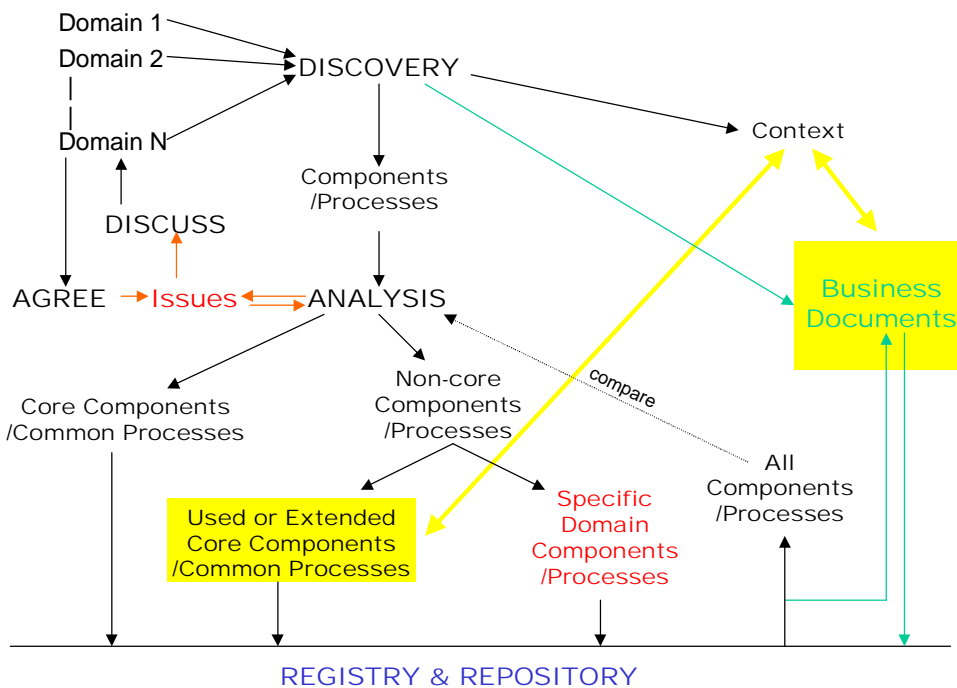 Domain 1
Domain 2
|
|
Domain N
DISCOVERY
Context
Components
/Processes
DISCUSS
AGREE
Issues
ANALYSIS
Business
Documents
compare
Non-core
Components
/Processes
Core Components
/Common Processes
All
Components
/Processes
Used or Extended
Core Components
/Common Processes
Specific
Domain
Components
/Processes
REGISTRY & REPOSITORY